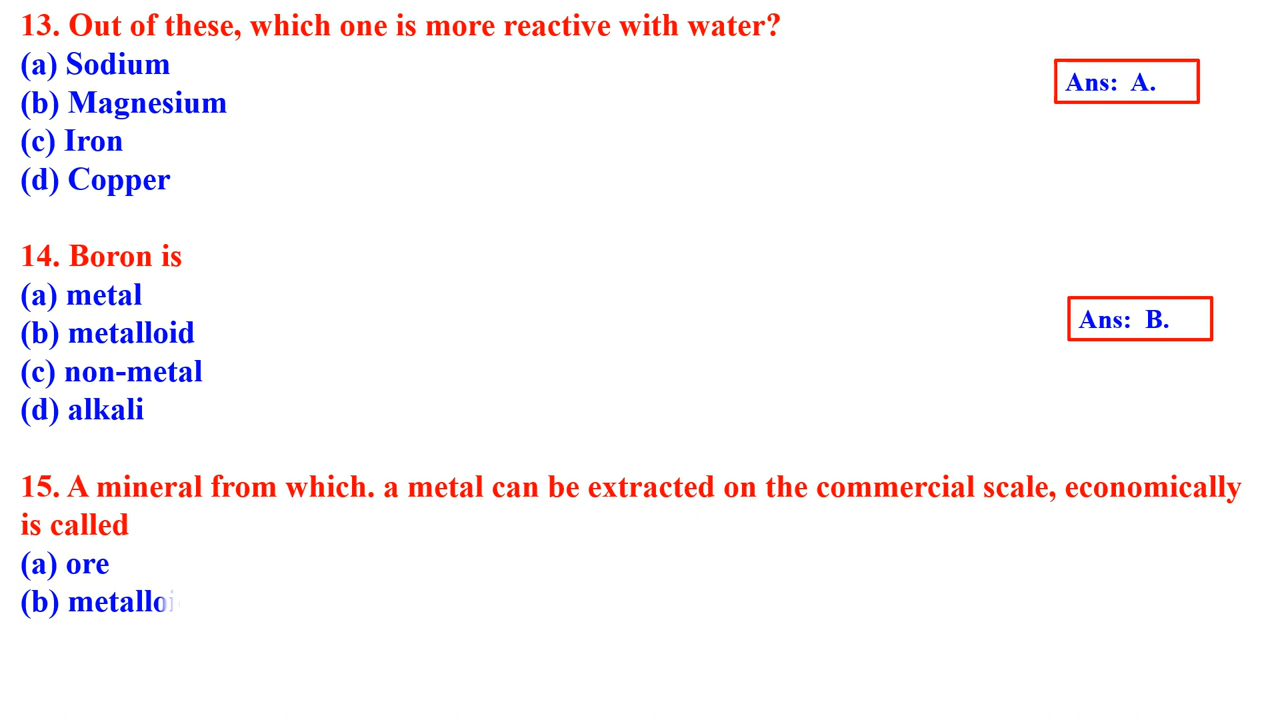 13. Out of these, which one is more reactive with water?
(a) Sodium
Ans: A.
(b) Magnesium
(c) Iron
(d) Copper
14. Boron is
(a) metal
(b) metalloid
Ans: B.
(c) non-metal
(d) alkali
15. A mineral from which. a metal can be extracted on the commercial scale, economically
is called
(a) ore
(b)